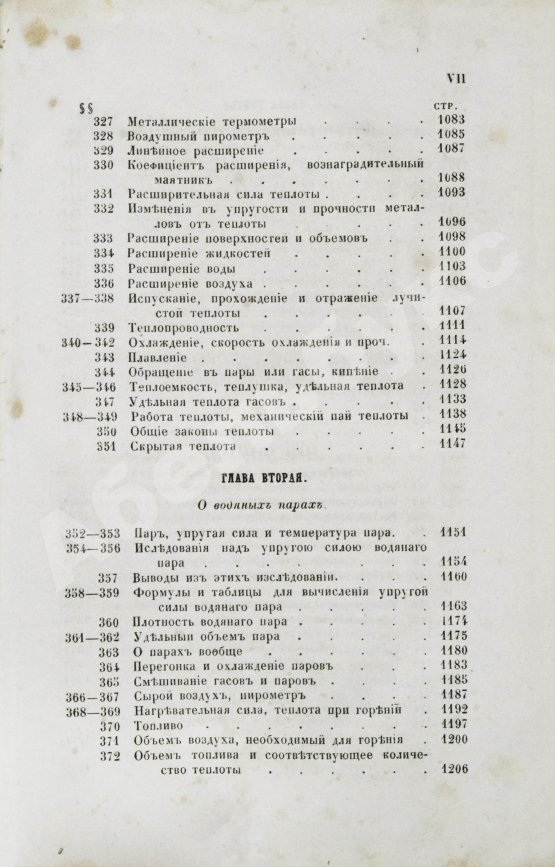 VII
§§ СТР.
327 Металлическіе термометры . . . . 1083
328 Воздушный пирометръ . . . . . 1085
329 Линѣйное расширеніе . . . . . 1087
330 Коефиціентъ расширенія, вознаградительный
маятникъ . . . . . . . 1088
331 Расширительная сила теплоты . . . . 1093
332 Измѣненія въ упругости и прочности метал-
ловъ отъ теплоты . . . . . 1096
333 Расширеніе поверхностей и объемовъ . . 1098
334 Расширеніе жидкостей . . . . . 1100
335 Расширеніе воды . . . . . . 1103
336 Расширеніе воздуха . . . . . . 1106
337—338 Испусканіе, прохожденіе и отраженіе лучи-
стой теплоты . . . . . . 1107
339 Теплопроводность . . . . . . 1111
340—342 Охлажденіе, скорость охлажденія и проч. . 1114
343 Плавленіе . . . . . . . 1124
344 Обращеніе въ пары или гасы, кипѣніе . . 1126
345—346 Теплоемкость, теплушка, удѣльная теплота . 1128
347 Удѣльная теплота гасовъ . . . . . 1133
348—349 Работа теплоты, механическій пай теплоты . 1138
350 Общіе законы теплоты . . . . . 1145
351 Скрытая теплота . . . . . . 1147
ГЛАВА ВТОРАЯ.
О водяныхъ парахъ.
352—353 Паръ, упругая сила и температура пара. . 1151
354—356 Ислѣдованія надъ упругою силою водянаго
пара . . . . . . . . 1154
357 Выводы изъ этихъ изслѣдованій. . . . 1160
358—359 Формулы и таблицы для вычисленія упругой
силы водянаго пара . . . . . 1163
360 Плотность водянаго пара . . . . . 1174
361—362 Удѣльный объемъ пара . . . . . 1175
363 О парахъ вообще . . . . . . 1180
364 Перегонка и охлажденіе паровъ . . . 1183
365 Смѣшиваніе гасовъ и паровъ . . . . 1185
366—367 Сырой воздухъ, пирометръ . . . . 1187
368—369 Нагрѣвательная сила, теплота при горѣніи . 1192
370 Топливо . . . . . . . 1197
371 Объемъ воздуха, необходимый для горѣнія . 1200
372 Объемъ топлива и соотвѣтствующее количе-
ство теплоты . . . . . . 1206